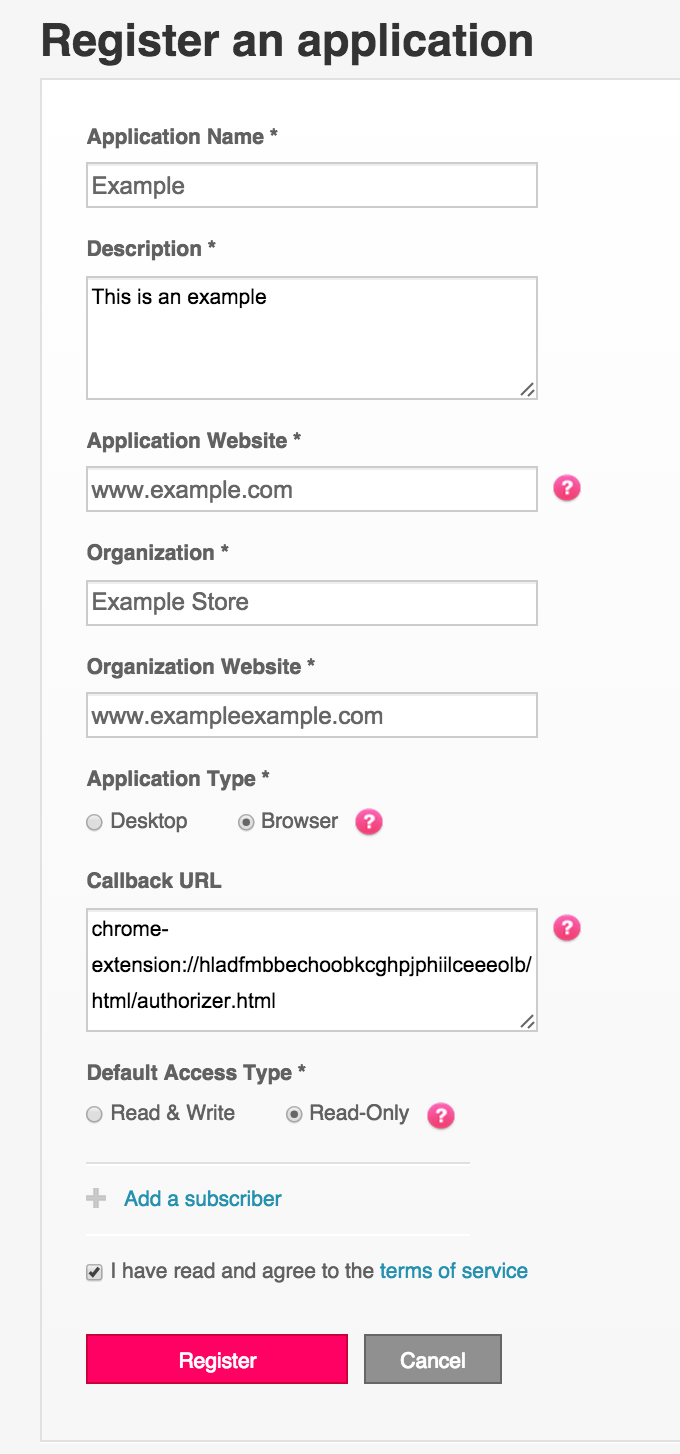 Register an application
Application Name *
Example
Description *
This is an example
Application Website *
www.example.com
?
Organization *
Example Store
Organization Website *
www.exampleexample.com
Application Type *
Desktop Browser ?
Callback URL
chrome-
?
extension://hladfmbbechoobkcghpjphiilceeeolb/
html/authorizer.html
Default Access Type *
Read & Write Read-Only ?
Add a subscriber
I have read and agree to the terms of service
Register Cancel